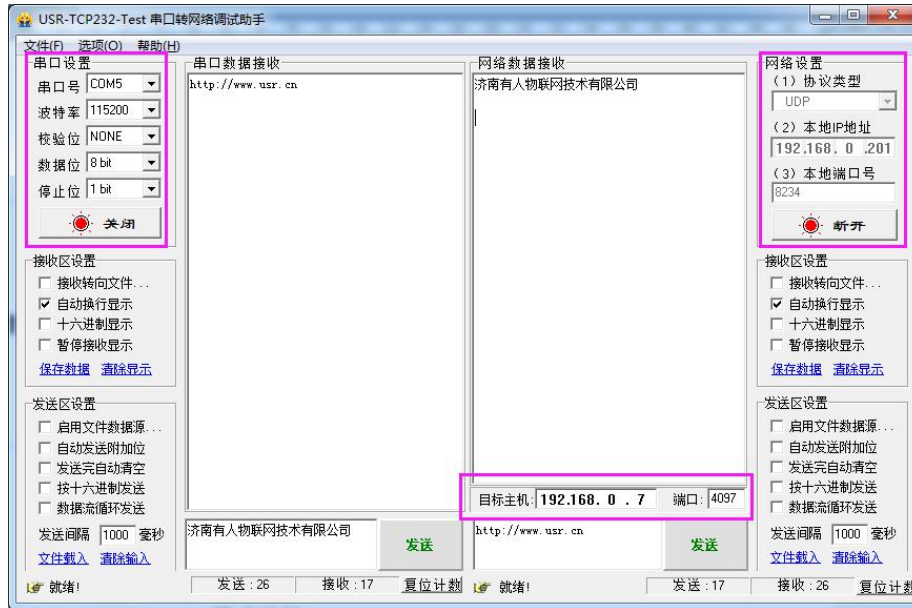 USR-TCP232-Test 串口转网络调试助手
文件(F) 选项(O) 帮助(H)
串口设置
串口号 COM5
波特率 115200
校验位 NONE
数据位 8 bit
停止位 1 bit
关闭
接收区设置
接收转向文件...
自动换行显示
十六进制显示
暂停接收显示
保存数据 清除显示
发送区设置
启用文件数据源...
自动发送附加位
发送完自动清空
按十六进制发送
数据流循环发送
发送间隔 1000 毫秒
文件载入 清除输入
就绪!
串口数据接收
http://www.usr.cn
济南有人物联网技术有限公司
发送
发送:26 接收:17 复位计数
网络数据接收
济南有人物联网技术有限公司
目标主机: 192.168. 0 . 7 端口: 4097
http://www.usr.cn
发送
就绪!
发送:17 接收:26 复位计数
网络设置
(1) 协议类型
UDP
(2) 本地IP地址
192.168. 0 .201
(3) 本地端口号
8234
断开
接收区设置
接收转向文件...
自动换行显示
十六进制显示
暂停接收显示
保存数据 清除显示
发送区设置
启用文件数据源...
自动发送附加位
发送完自动清空
按十六进制发送
数据流循环发送
发送间隔 1000 毫秒
文件载入 清除输入